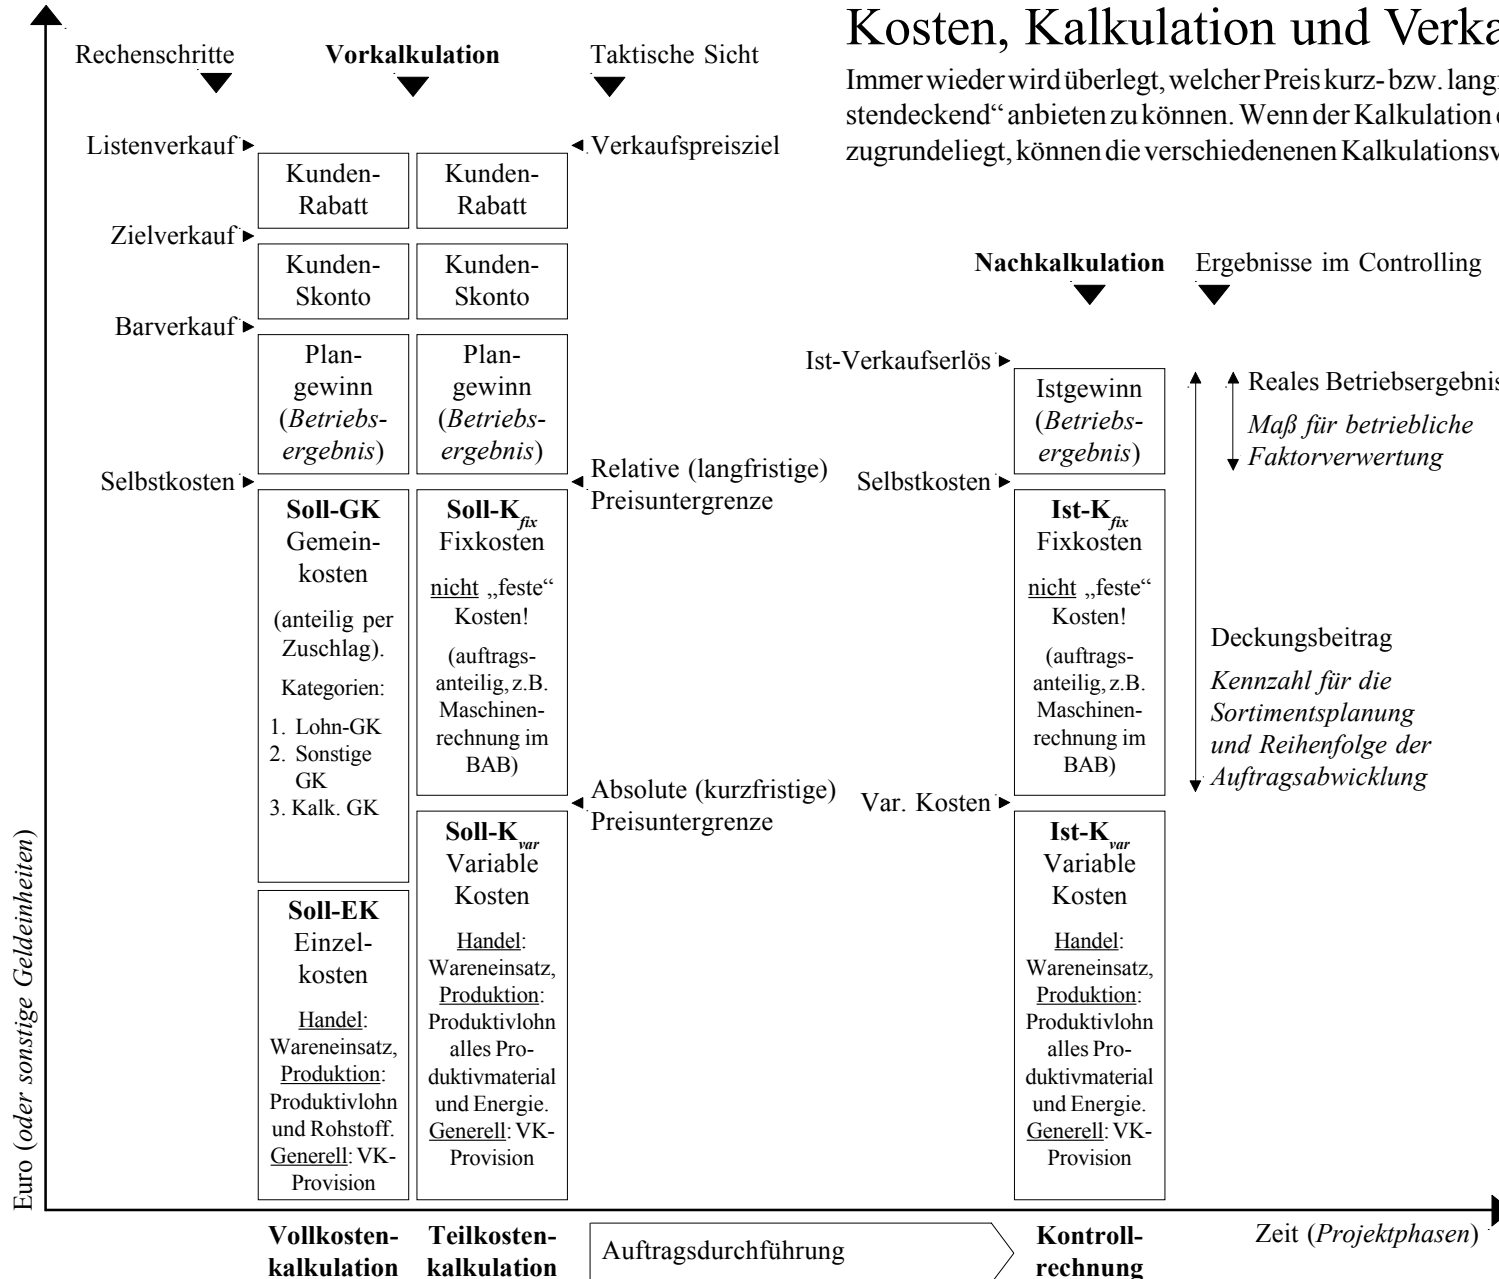 Kosten, Kalkulation und Verka
Immer wieder wird überlegt, welcher Preis kurz- bzw. langf
stendeckend“ anbieten zu können. Wenn der Kalkulation
zugrundeliegt, können die verschiedenenen Kalkulationsv
Rechenschritte
Vorkalkulation
Taktische Sicht
Listenverkauf
Verkaufspreisziel
Kunden-
Rabatt
Kunden-
Rabatt
Zielverkauf
Kunden-
Skonto
Kunden-
Skonto
Barverkauf
Plan-
gewinn
(Betriebs-
ergebnis)
Plan-
gewinn
(Betriebs-
ergebnis)
Selbstkosten
Relative (langfristige)
Preisuntergrenze
Soll-GK
Gemein-
kosten
(anteilig per
Zuschlag).
Kategorien:
1. Lohn-GK
2. Sonstige
GK
3. Kalk. GK
Soll-Kfix
Fixkosten
nicht „feste“
Kosten!
(auftrags-
anteilig, z.B.
Maschinen-
rechnung im
BAB)
Absolute (kurzfristige)
Preisuntergrenze
Soll-EK
Einzel-
kosten
Handel:
Wareneinsatz,
Produktion:
Produktivlohn
und Rohstoff.
Generell: VK-
Provision
Soll-Kvar
Variable
Kosten
Handel:
Wareneinsatz,
Produktion:
Produktivlohn
alles Pro-
duktivmaterial
und Energie.
Generell: VK-
Provision
Nachkalkulation
Ergebnisse im Controlling
Ist-Verkaufserlös
Istgewinn
(Betriebs-
ergebnis)
Reales Betriebsergebnis
Maß für betriebliche
Faktorverwertung
Selbstkosten
Ist-Kfix
Fixkosten
nicht „feste“
Kosten!
(auftrags-
anteilig, z.B.
Maschinen-
rechnung im
BAB)
Deckungsbeitrag
Kennzahl für die
Sortimentsplanung
und Reihenfolge der
Auftragsabwicklung
Var. Kosten
Ist-Kvar
Variable
Kosten
Handel:
Wareneinsatz,
Produktion:
Produktivlohn
alles Pro-
duktivmaterial
und Energie.
Generell: VK-
Provision
Euro (oder sonstige Geldeinheiten)
Vollkosten-
kalkulation
Teilkosten-
kalkulation
Auftragsdurchführung
Kontroll-
rechnung
Zeit (Projektphasen)